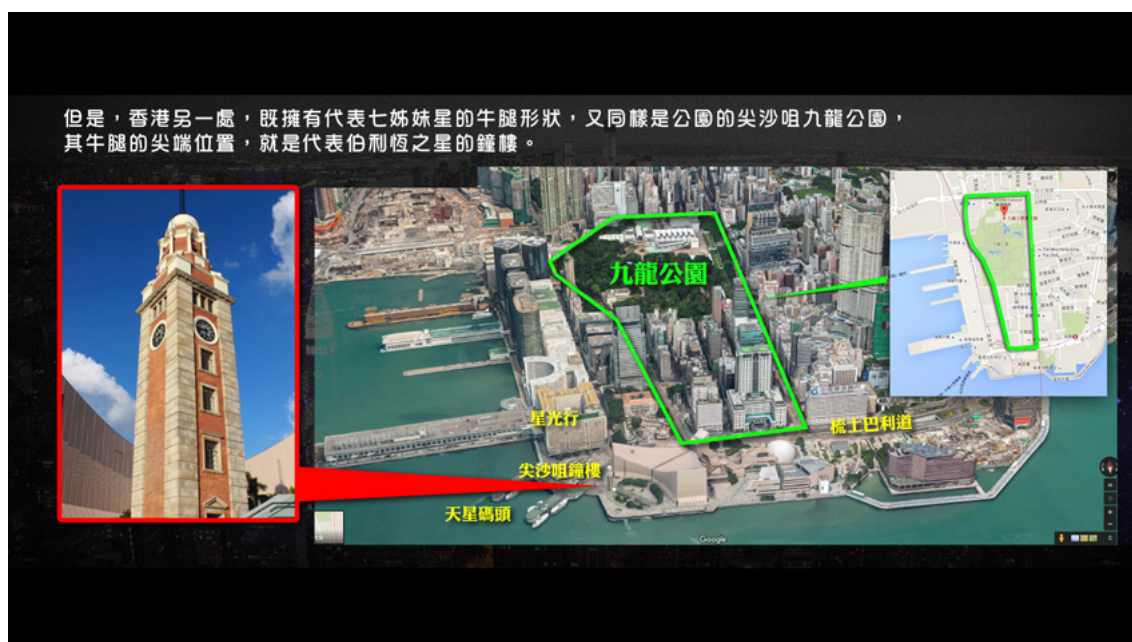 但是，香港另一處，既擁有代表七姊妹星的牛腿形狀，又同樣是公園的尖沙咀九龍公園，
其牛腿的尖端位置，就是代表伯利恆之星的鐘樓。
九龍公園
星光行
梳士巴利道
尖沙咀鐘樓
天星碼頭
Google